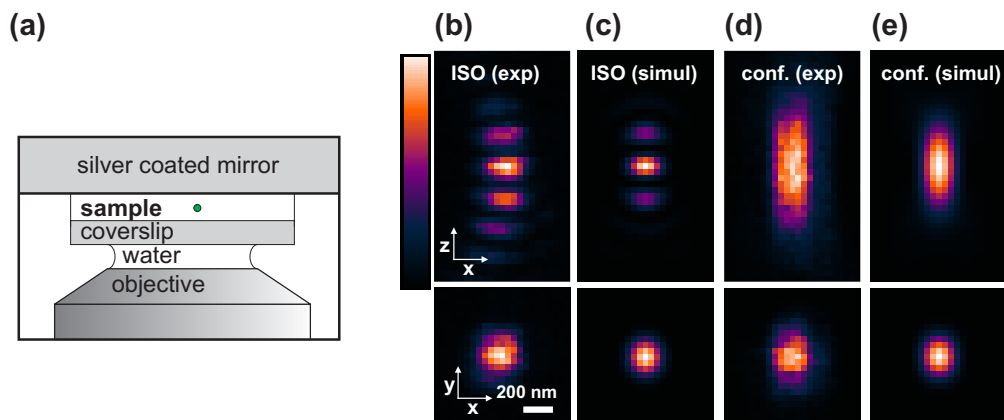 (a)
silver coated mirror
sample
coverslip
water
objective
(b)
ISO (exp)
z
x
y
x
200 nm
(c)
ISO (simul)
(d)
conf. (exp)
(e)
conf. (simul)